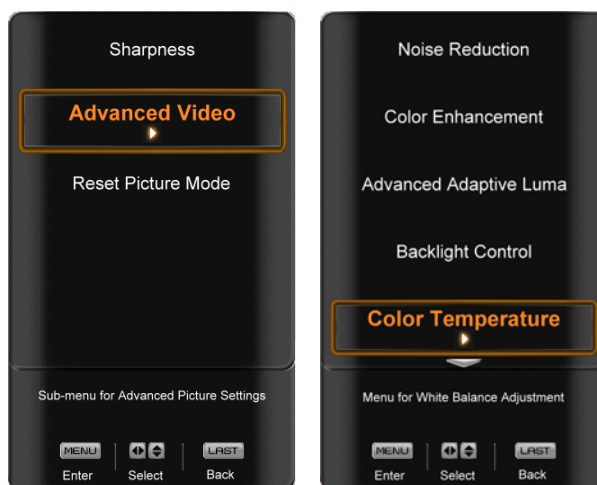 Sharpness
Advanced Video
Reset Picture Mode
Sub-menu for Advanced Picture Settings
MENU LAST
Enter Select Back
Noise Reduction
Color Enhancement
Advanced Adaptive Luma
Backlight Control
Color Temperature
Menu for White Balance Adjustment
MENU LAST
Enter Select Back